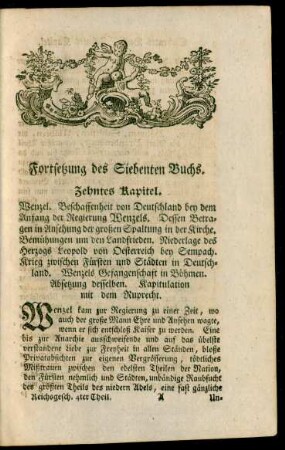 Fortsetzung des Siebenten Buchs.
Zehntes Kapitel.
Wenzel. Beschaffenheit von Deutschland bey dem
Anfang der Regierung Wenzels. Dessen Betra-
gen in Ansehung der großen Spaltung in der Kirche.
Bemühungen um den Landfrieden. Niederlage des
Herzogs Leopold von Oesterreich bey Sempach.
Krieg zwischen Fürsten und Städten in Deutsch-
land. Wenzels Gefangenschaft in Böhmen.
Absetzung desselben. Kapitulation
mit dem Ruprecht.
Wenzel kam zur Regierung zu einer Zeit, wo
auch der große Mann Ehre und Ansehen wagte,
wenn er sich entschloß Kaiser zu werden. Eine
bis zur Anarchie ausschweifende und auf das übelste
verstandene Liebe zur Freyheit in allen Ständen, bloße
Privatabsichten zur eigenen Vergrösserung, tödtliches
Mißtrauen zwischen den edelsten Theilen der Nation,
den Fürsten nehmlich und Städten, unbändige Raubsucht
des größten Theils des niedern Adels, eine fast gänzliche
Reichsgesch. 4ter Theil. A Un-